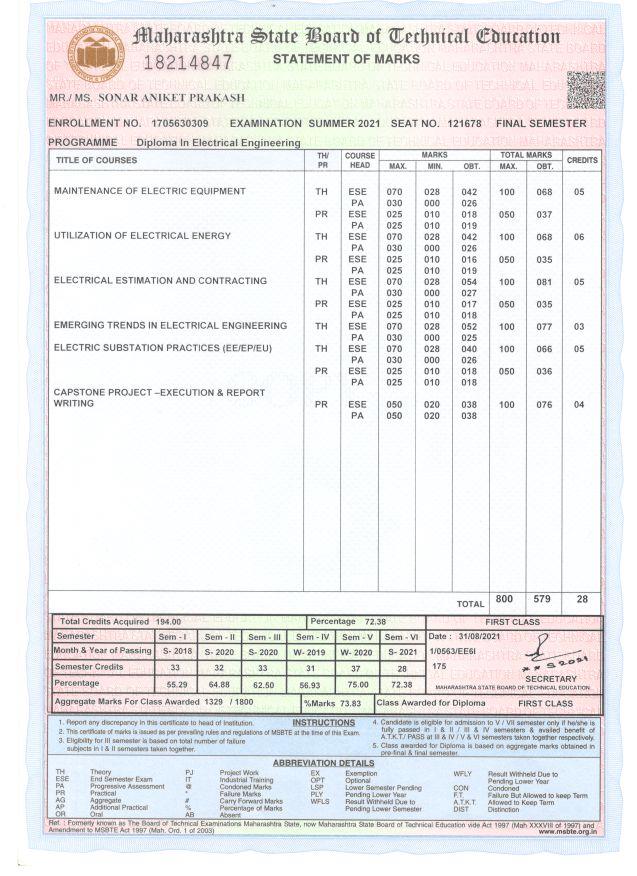 Maharashtra State Board of Technical Education
18214847 STATEMENT OF MARKS
MR./ MS. SONAR ANIKET PRAKASH
ENROLLMENT NO. 1705630309 EXAMINATION SUMMER 2021 SEAT NO. 121678 FINAL SEMESTER
PROGRAMME Diploma In Electrical Engineering
TITLE OF COURSES TH/ PR COURSE HEAD MARKS MAX. MIN. OBT. TOTAL MARKS MAX. OBT. CREDITS
MAINTENANCE OF ELECTRIC EQUIPMENT TH ESE 070 028 042 100 068 05
PA 030 000 026
PR ESE 025 010 018 050 037
PA 025 010 019
UTILIZATION OF ELECTRICAL ENERGY TH ESE 070 028 042 100 068 06
PA 030 000 026
PR ESE 025 010 016 050 035
PA 025 010 019
ELECTRICAL ESTIMATION AND CONTRACTING TH ESE 070 028 054 100 081 05
PA 030 000 027
PR ESE 025 010 017 050 035
PA 025 010 018
EMERGING TRENDS IN ELECTRICAL ENGINEERING TH ESE 070 028 052 100 077 03
PA 030 000 025
ELECTRIC SUBSTATION PRACTICES (EE/EP/EU) TH ESE 070 028 040 100 066 05
PA 030 000 026
PR ESE 025 010 018 050 036
PA 025 010 018
CAPSTONE PROJECT –EXECUTION & REPORT
WRITING PR ESE 050 020 038 100 076 04
PA 050 020 038
TOTAL 800 579 28
Total Credits Acquired 194.00 Percentage 72.38 FIRST CLASS
Semester Sem - I Sem – II Sem – III Sem – IV Sem – V Sem – VI Date : 31/08/2021
Month & Year of Passing S- 2018 S- 2020 S- 2020 W- 2019 W- 2020 S- 2021 1/0563/EE6I
Semester Credits 33 32 33 31 37 28 175
* * S2021
Percentage 55.29 64.88 62.50 56.93 75.00 72.38 SECRETARY
MAHARASHTRA STATE BOARD OF TECHNICAL EDUCATION.
Aggregate Marks For Class Awarded 1329 / 1800 %Marks 73.83 Class Awarded for Diploma FIRST CLASS
INSTRUCTIONS
1. Report any discrepancy in this certificate to head of Institution.
2. This certificate of marks is issued as per prevailing rules and regulations of MSBTE at the time of this Exam.
3. Eligibility for III semester is based on total number of failure
subjects in I & II semesters taken together.
4. Candidate is eligible for admission to V / VII semester only if he/she is
fully passed in I & II / III & IV semesters & availed benefit of
A.T.K.T./ PASS at III & IV / V & VI semesters taken together respectively.
5. Class awarded for Diploma is based on aggregate marks obtained in
pre-final & final semester.
ABBREVIATION DETAILS
TH Theory PJ Project Work EX Exemption WFLY Result Withheld Due to
ESE End Semester Exam IT Industrial Training OPT Optional Pending Lower Year
PA Progressive Assessment @ Condoned Marks LSP Lower Semester Pending CON Condoned
PR Practical * Failure Marks PLY Pending Lower Year F.T. Failure But Allowed to keep Term
AG Aggregate # Carry Forward Marks WFLS Result Withheld Due to A.T.K.T. Allowed to Keep Term
AP Additional Practical % Percentage of Marks Pending Lower Semester DIST Distinction
OR Oral AB Absent
Ref. : Formerly known as The Board of Technical Examinations Maharashtra State, now Maharashtra State Board of Technical Education vide Act 1997 (Mah XXXVIII of 1997) and
Amendment to MSBTE Act 1997 (Mah. Ord. 1 of 2003) www.msbte.org.in